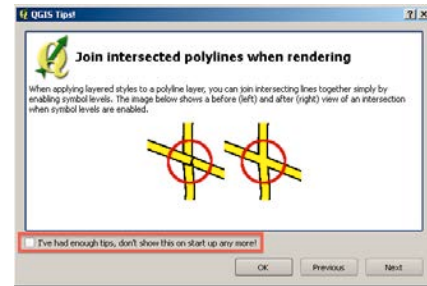 QGIS Tips!
Join intersected polylines when rendering
When applying layered styles to a polyline layer, you can join intersecting lines together simply by
enabling symbol levels. The image below shows a before (left) and after (right) view of an intersection
when symbol levels are enabled.
I've had enough tips, don't show this on start up any more!
OK Previous Next